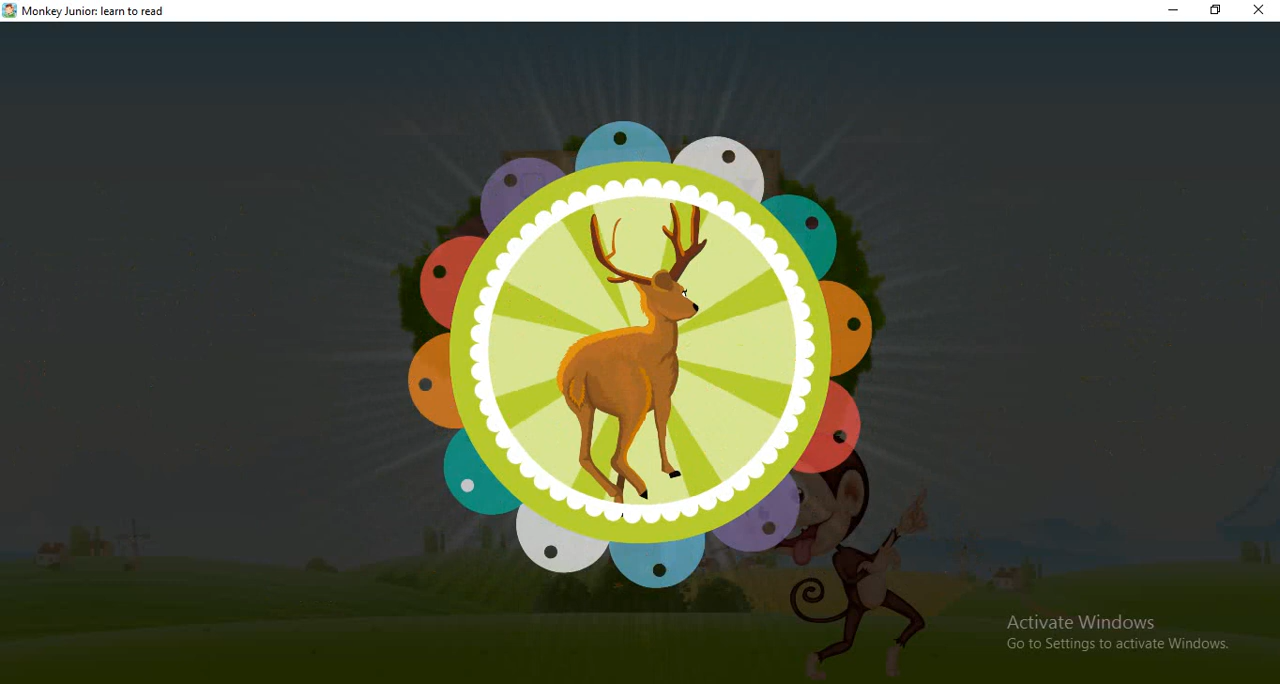 Monkey Junior: learn to read
Activate Windows
Go to Settings to activate Windows.